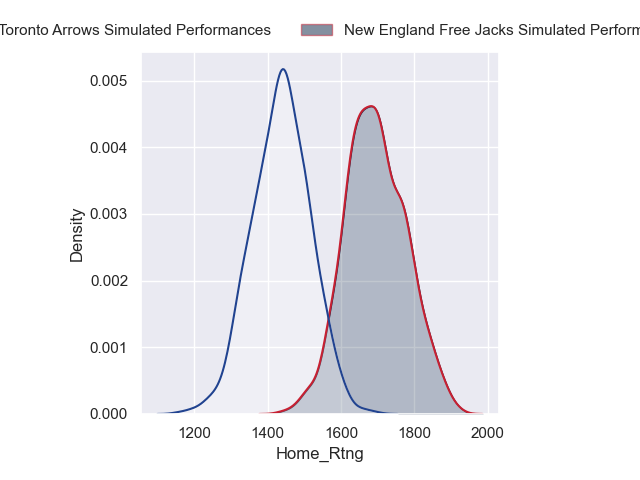 Toronto Arrows Simulated Performances
New England Free Jacks Simulated Perform
0.005
0.004
0.003
0.002
0.001
0.000
Density
1200 1400 1600 1800 2000
Home_Rtng